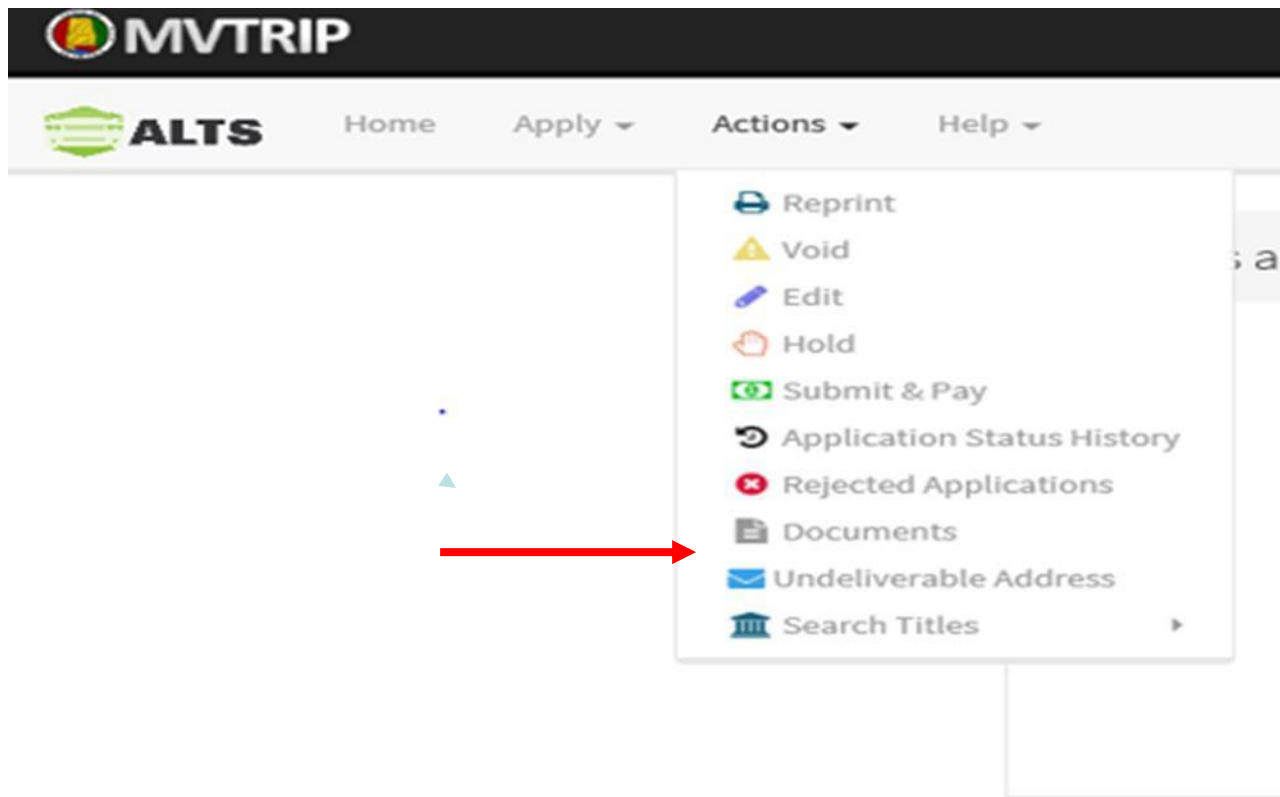 MVTRIP
ALTS Home Apply Actions Help
Reprint
Void
s a
Edit
Hold
Submit & Pay
Application Status History
Rejected Applications
Documents
Undeliverable Address
Search Titles